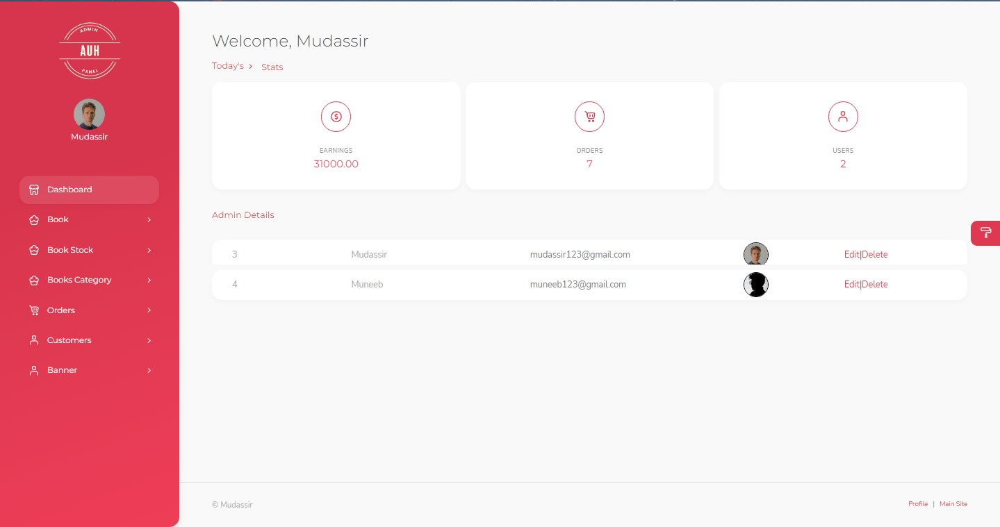 ADMIN
AUH
PANEL
Mudassir
Dashboard
Book
Book Stock
Books Category
Orders
Customers
Banner
Welcome, Mudassir
Today's > Stats
EARNINGS
31000.00
ORDERS
7
USERS
2
Admin Details
3 Mudassir mudassir123@gmail.com Edit|Delete
4 Muneeb muneeb123@gmail.com Edit|Delete
© Mudassir
Profile | Main Site